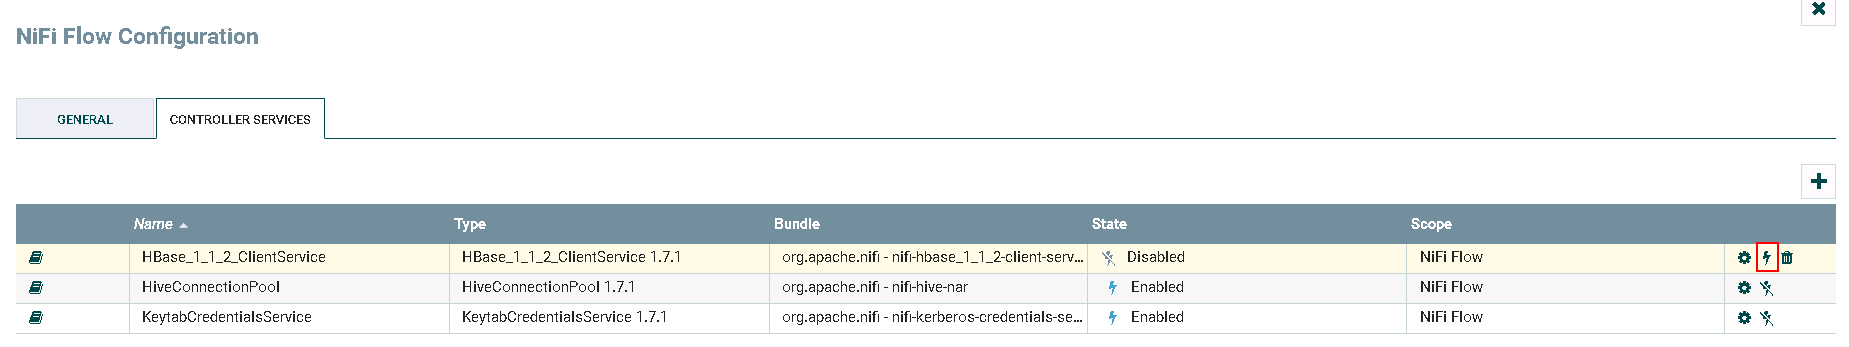 NiFi Flow Configuration
GENERAL CONTROLLER SERVICES
Name Type Bundle State Scope
HBase_1_1_2_ClientService HBase_1_1_2_ClientService 1.7.1 org.apache.nifi - nifi-hbase_1_1_2-client-serv... Disabled NiFi Flow
HiveConnectionPool HiveConnectionPool 1.7.1 org.apache.nifi - nifi-hive-nar Enabled NiFi Flow
KeytabCredentialsService KeytabCredentialsService 1.7.1 org.apache.nifi - nifi-kerberos-credentials-se... Enabled NiFi Flow